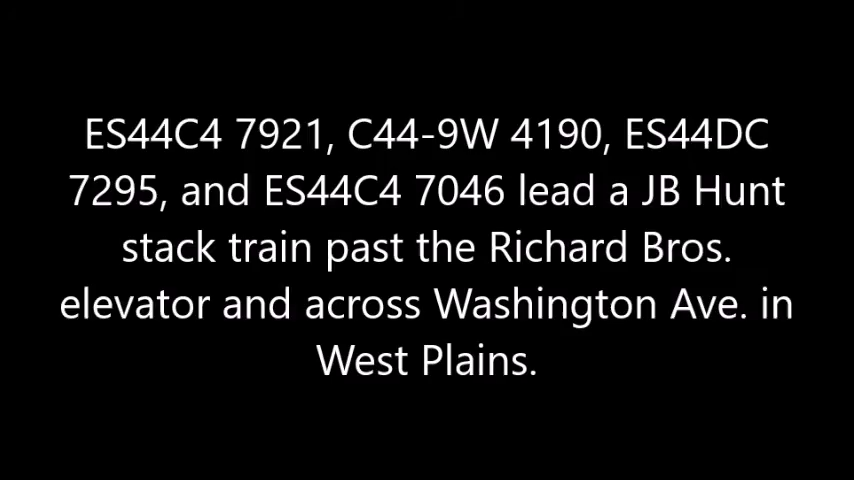 ES44C4 7921, C44-9W 4190, ES44DC
7295, and ES44C4 7046 lead a JB Hunt
stack train past the Richard Bros.
elevator and across Washington Ave. in
West Plains.